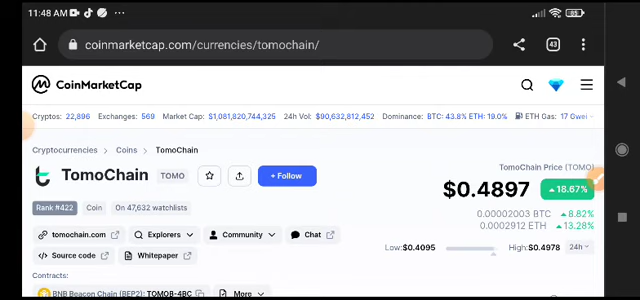 11:48 AM
85
coinmarketcap.com/currencies/tomochain/
43
CoinMarketCap
Cryptos: 22,896 Exchanges: 569 Market Cap: $1,081,820,744,325 24h Vol: $90,632,812,452 Dominance: BTC: 43.8% ETH: 19.0% ETH Gas: 17 Gwei
Cryptocurrencies > Coins > TomoChain
TomoChain TOMO + Follow
TomoChain Price (TOMO)
$0.4897 18.67%
Rank #422 Coin On 47,632 watchlists
0.00002003 BTC 8.82%
0.0002912 ETH 13.28%
tomochain.com Explorers Community Chat
Low: $0.4095 High: $0.4978 24h
Source code Whitepaper
Contracts:
BNB Beacon Chain (BEP2): TOMOB-4BC More